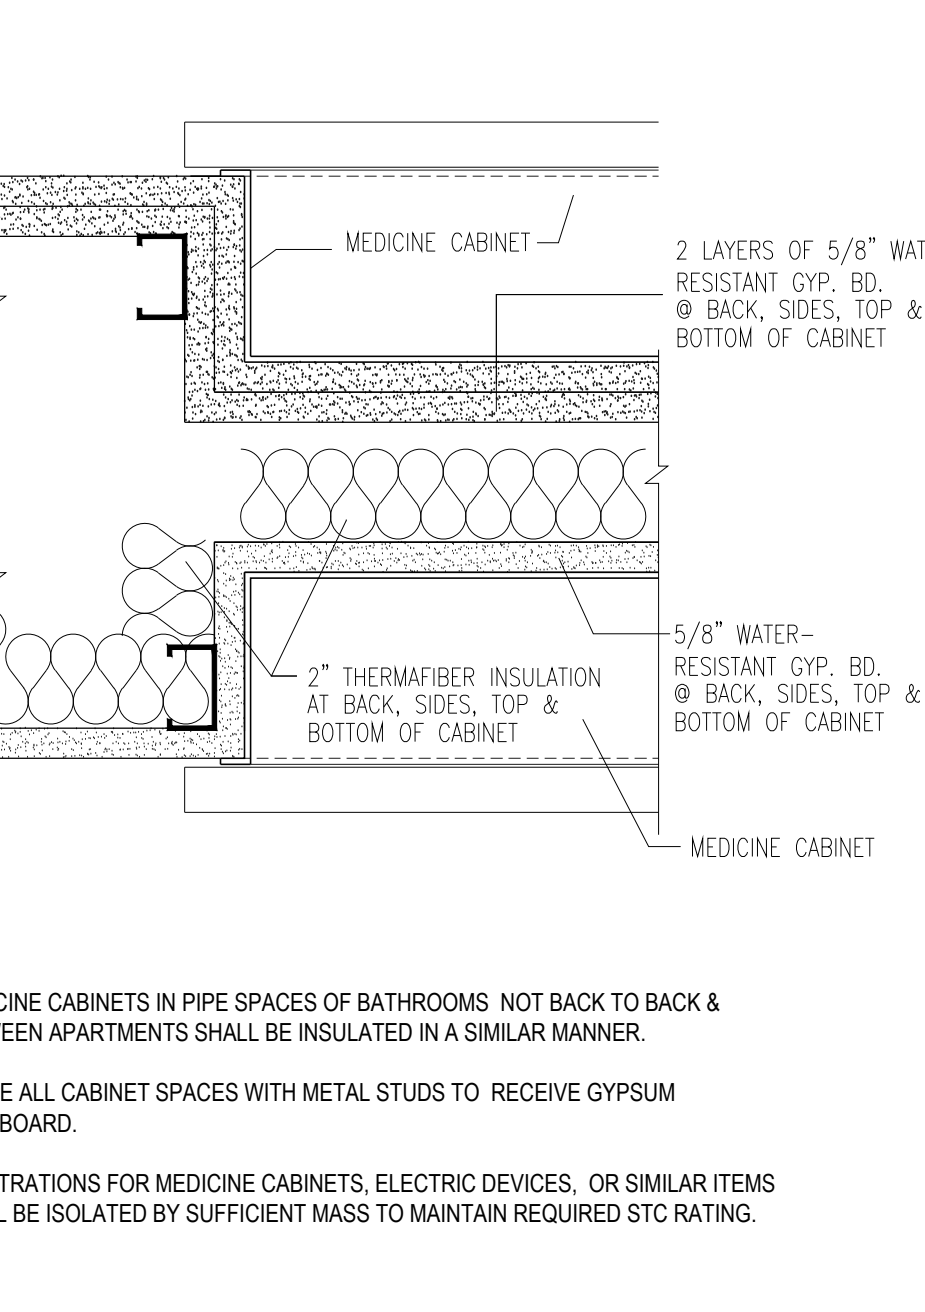 MEDICINE CABINET
2 LAYERS OF 5/8" WAT
RESISTANT GYP. BD.
@ BACK, SIDES, TOP &
BOTTOM OF CABINET
5/8" WATER-
RESISTANT GYP. BD.
@ BACK, SIDES, TOP &
BOTTOM OF CABINET
2" THERMAFIBER INSULATION
AT BACK, SIDES, TOP &
BOTTOM OF CABINET
MEDICINE CABINET
CINE CABINETS IN PIPE SPACES OF BATHROOMS  NOT BACK TO BACK &
VEEN APARTMENTS SHALL BE INSULATED IN A SIMILAR MANNER.
E ALL CABINET SPACES WITH METAL STUDS TO  RECEIVE GYPSUM
BOARD.
TRATIONS FOR MEDICINE CABINETS, ELECTRIC DEVICES,  OR SIMILAR ITEMS
L BE ISOLATED BY SUFFICIENT MASS TO MAINTAIN REQUIRED STC RATING.